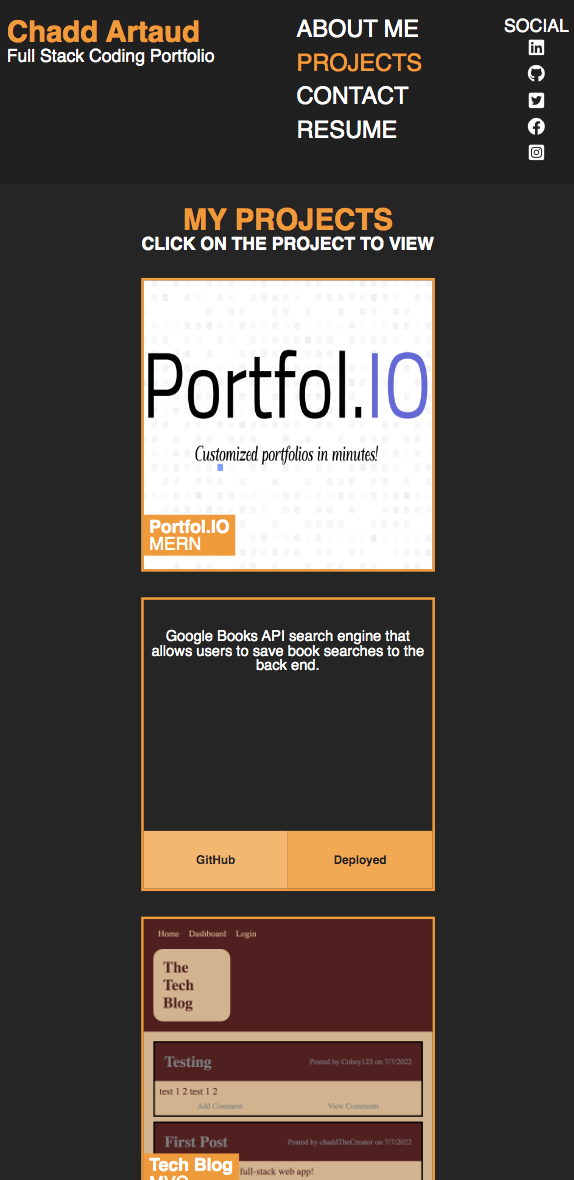 Chadd Artaud
Full Stack Coding Portfolio
ABOUT ME
PROJECTS
CONTACT
RESUME
SOCIAL
MY PROJECTS
CLICK ON THE PROJECT TO VIEW
Portfol.IO
Customized portfolios in minutes!
Portfol.IO
MERN
Google Books API search engine that
allows users to save book searches to the
back end.
GitHub
Deployed
Home Dashboard Login
The
Tech
Blog
Testing
Posted by Cobey123 on 7/7/2022
test 1 2 test 1 2
Add Comment
View Comments
First Post
Posted by chaddTheCreator on 7/7/2022
full-stack web app!
Tech Blog
MVC